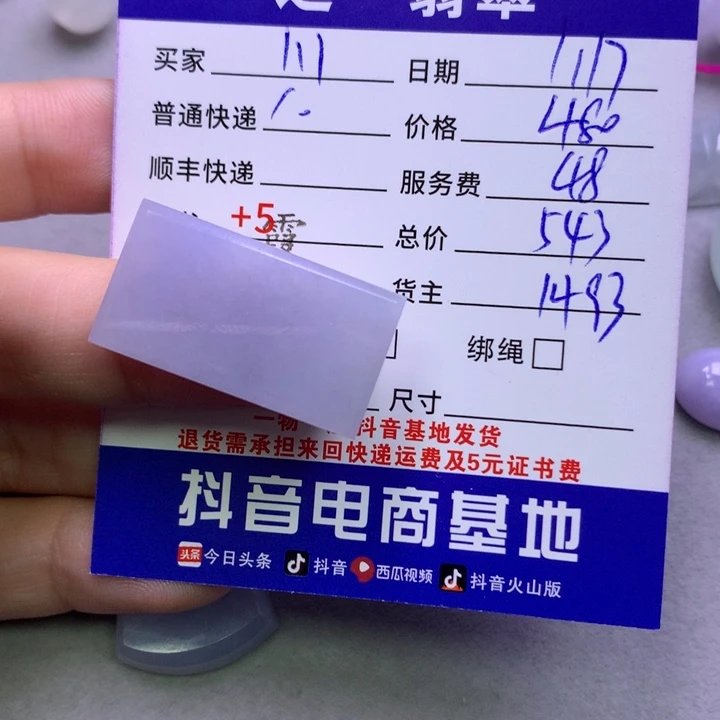 翡翠
买家 111 日期 1117
普通快递 10 价格 480
顺丰快递 服务费 48
+5 霞 总价 543
货主 1493
绑绳
尺寸
一物 抖音基地发货
退货需承担来回快递运费及5元证书费
抖音电商基地
头条 今日头条 抖音 西瓜视频 抖音火山版